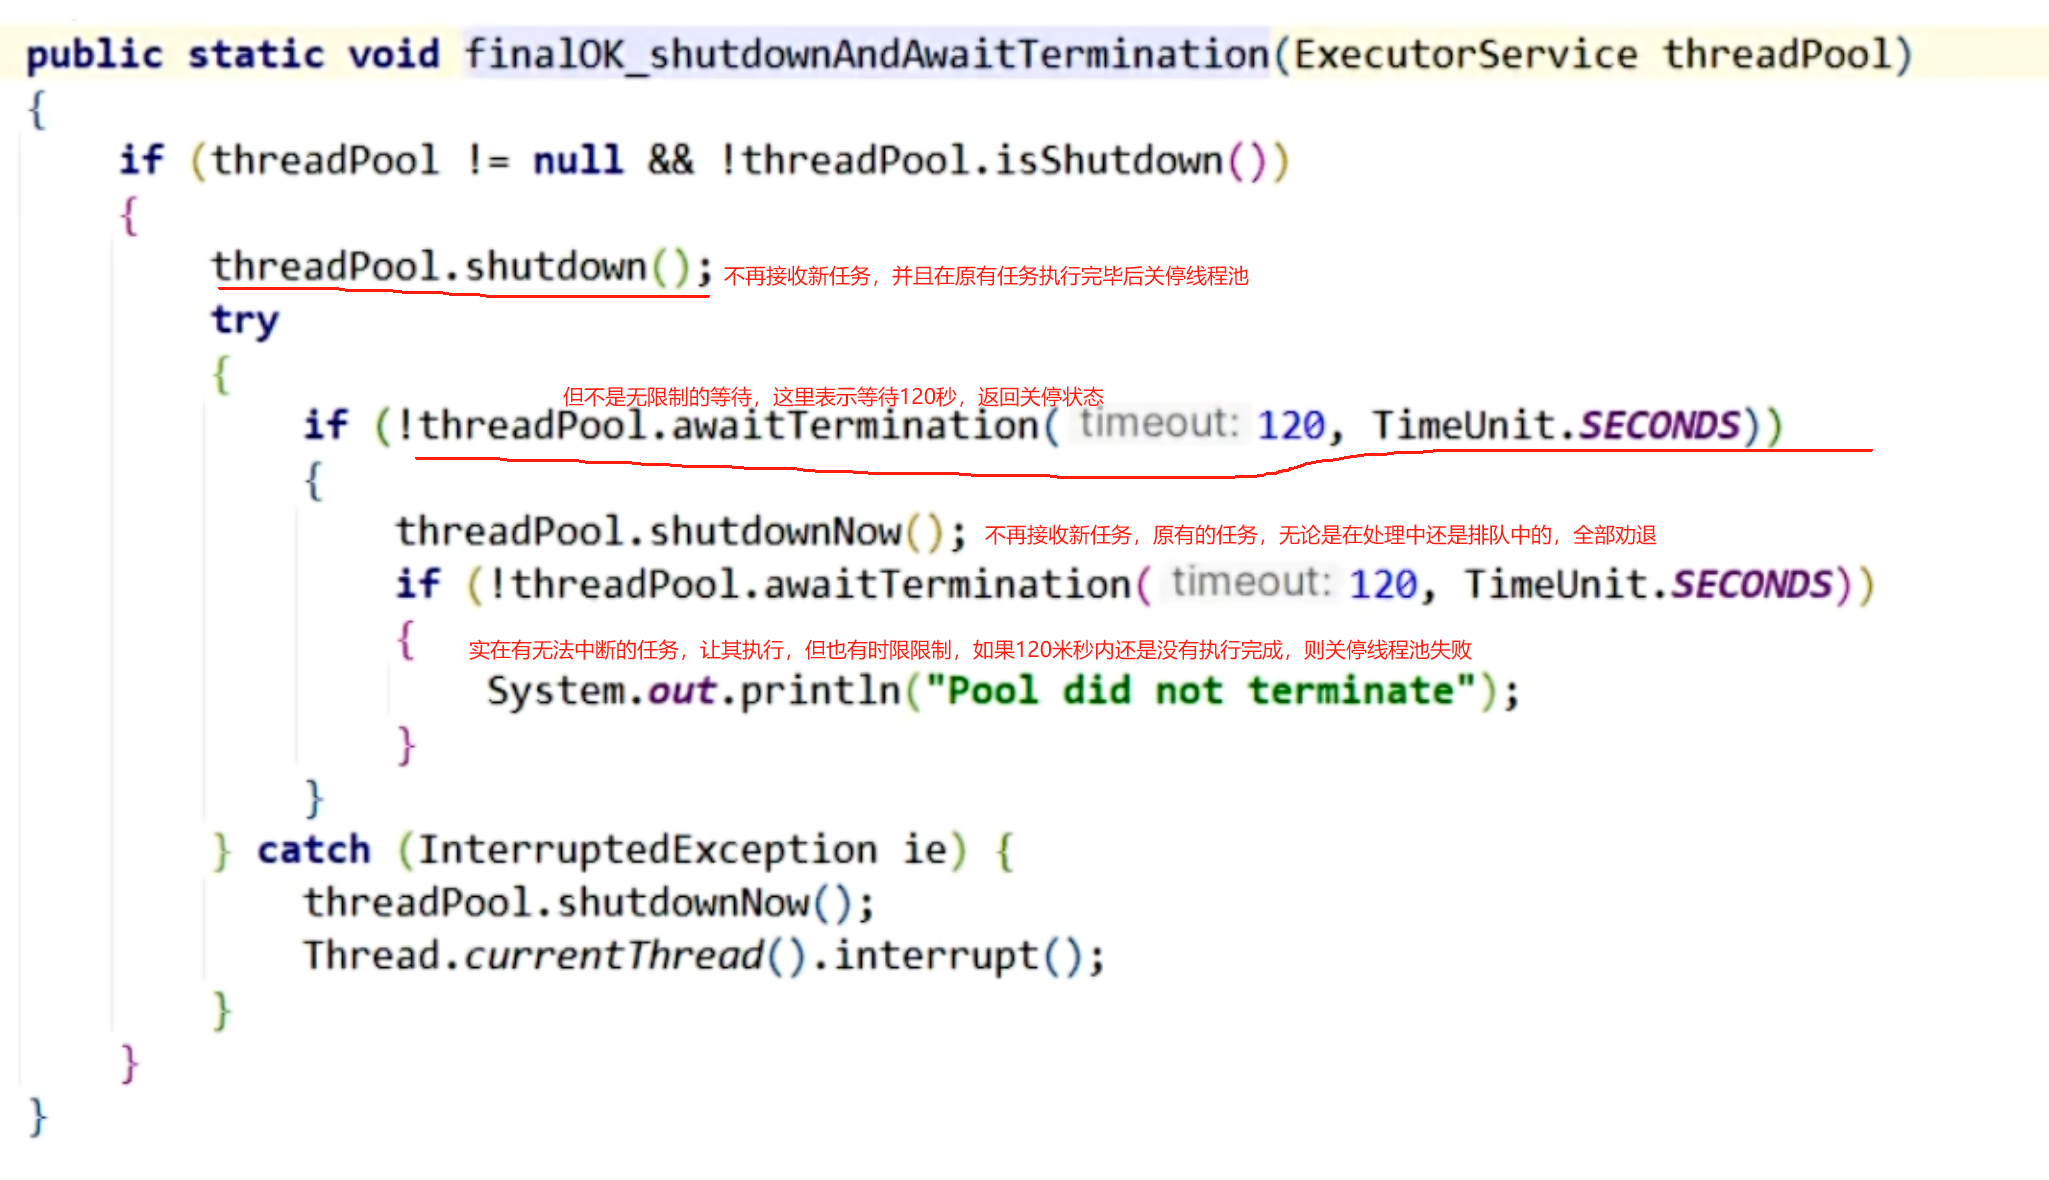 public static void finalOK_shutdownAndAwaitTermination(ExecutorService threadPool)
{
if (threadPool != null && !threadPool.isShutdown())
{
threadPool.shutdown(); 不再接收新任务，并且在原有任务执行完毕后关停线程池
try
{
但不是无限制的等待，这里表示等待120秒，返回关停状态
if (!threadPool.awaitTermination( timeout: 120, TimeUnit.SECONDS))
{
threadPool.shutdownNow(); 不再接收新任务，原有的任务，无论是在处理中还是排队中的，全部劝退
if (!threadPool.awaitTermination( timeout: 120, TimeUnit.SECONDS))
{ 实在有无法中断的任务，让其执行，但也有时限限制，如果120米秒内还是没有执行完成，则关停线程池失败
System.out.println("Pool did not terminate");
}
}
} catch (InterruptedException ie) {
threadPool.shutdownNow();
Thread.currentThread().interrupt();
}
}
}